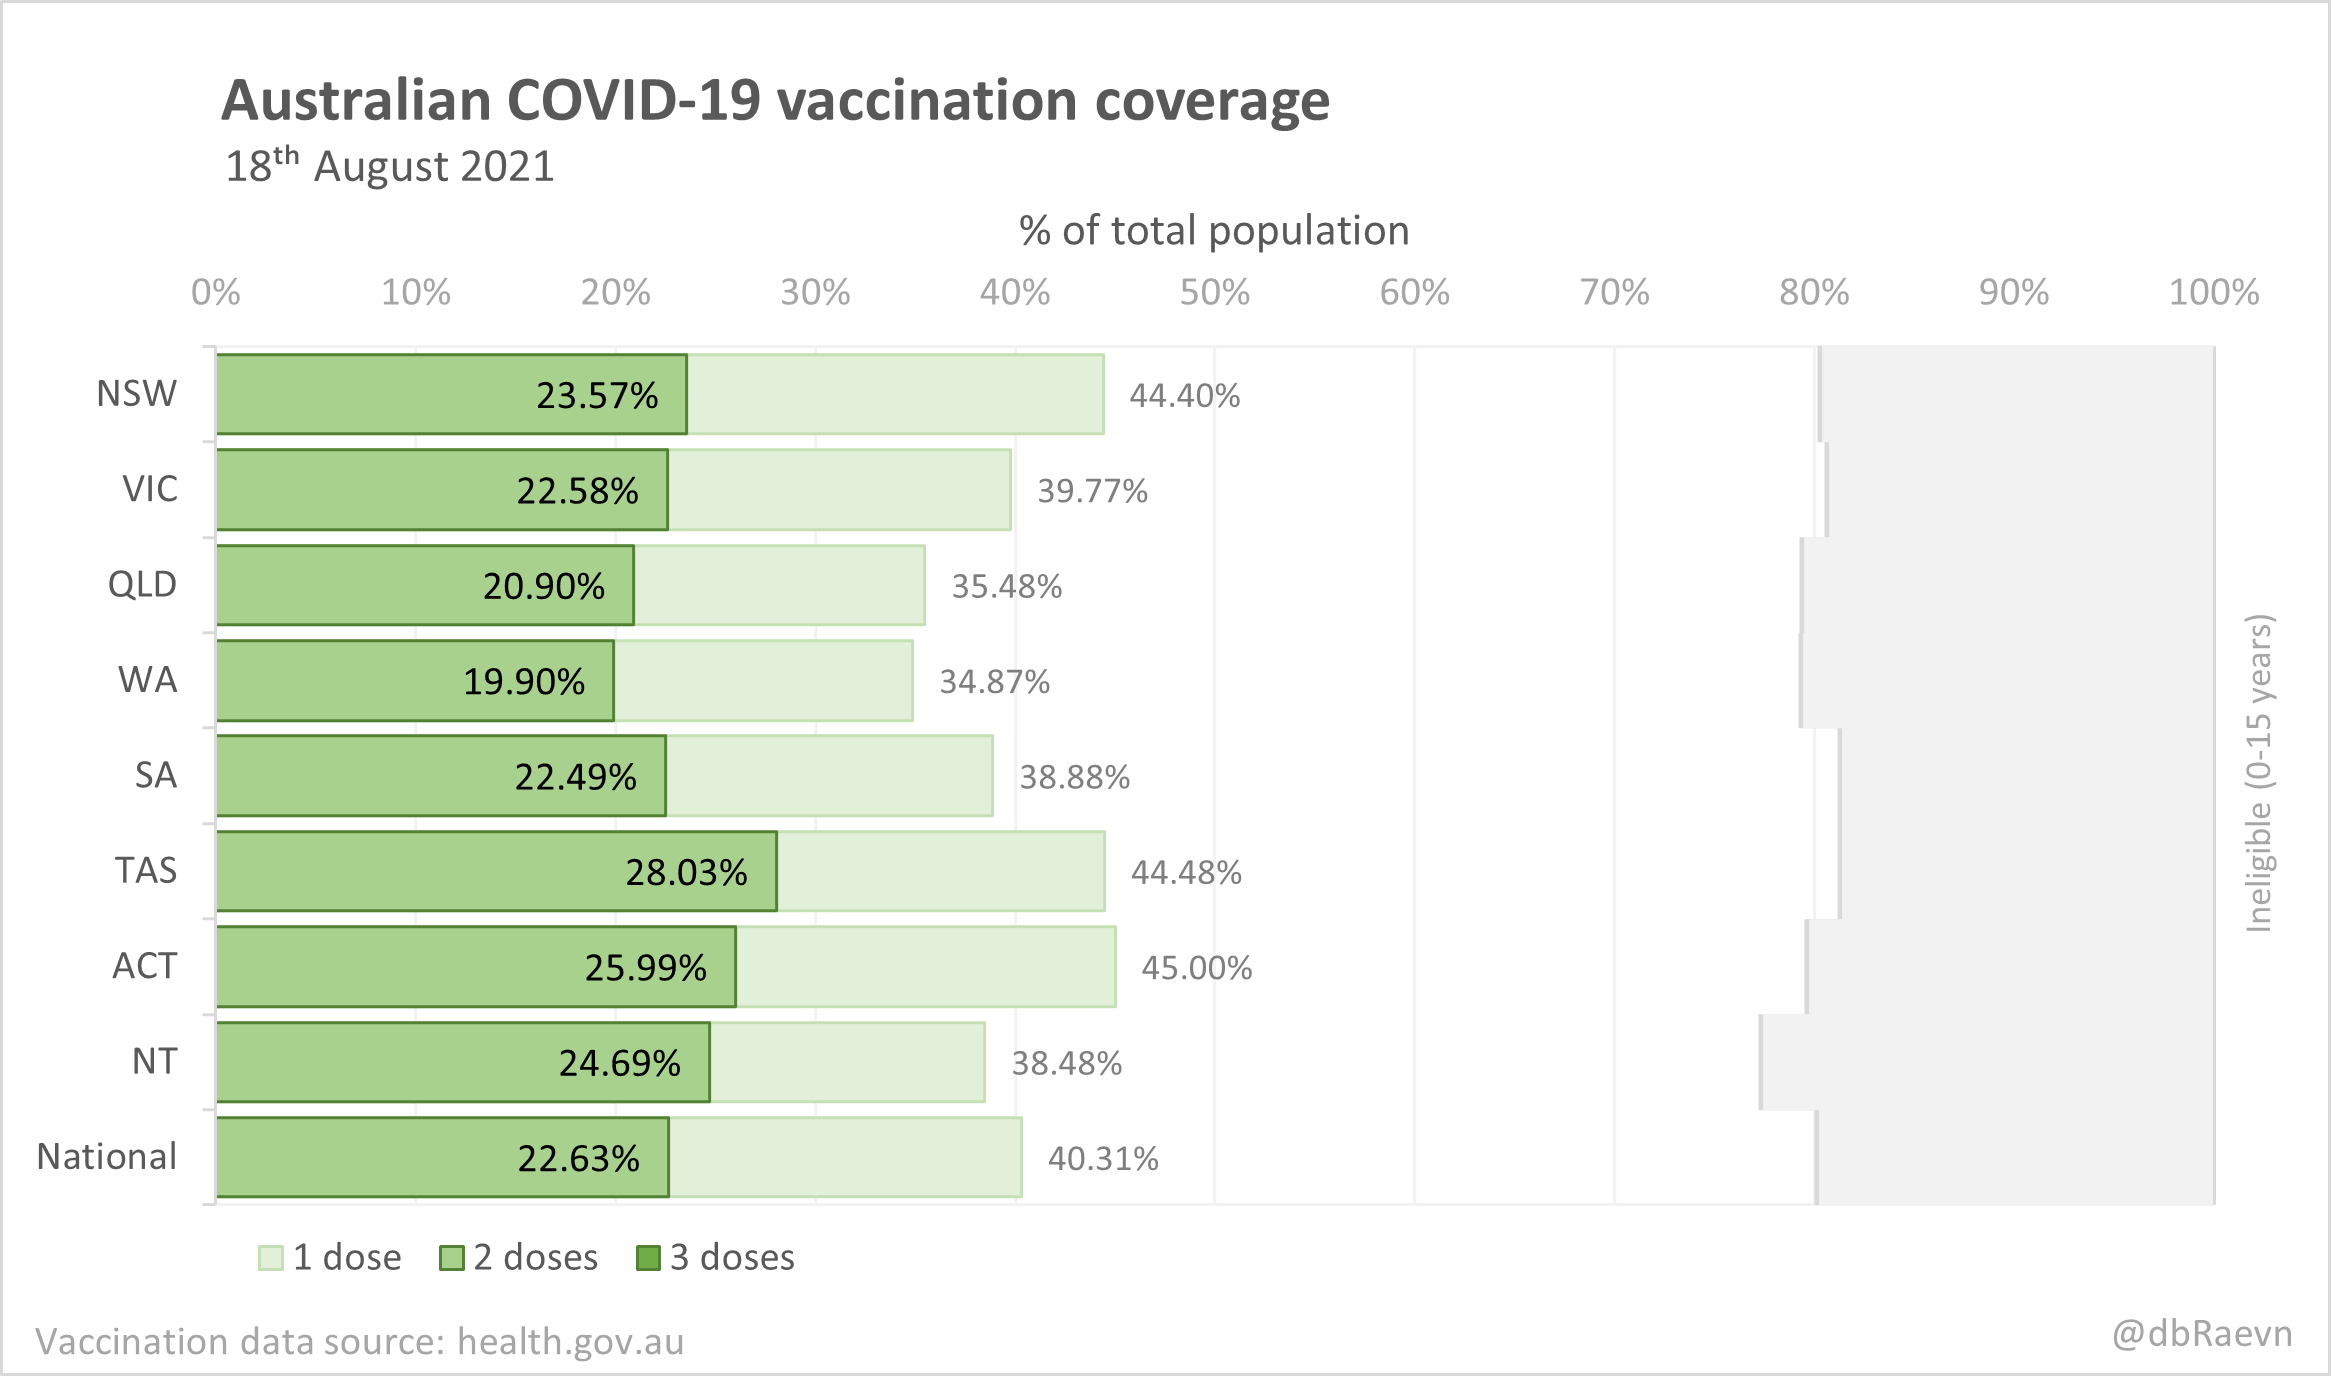 Australian COVID-19 vaccination coverage
18th August 2021
% of total population
0% 10% 20% 30% 40% 50% 60% 70% 80% 90% 100%
NSW 23.57% 44.40%
VIC 22.58% 39.77%
QLD 20.90% 35.48%
WA 19.90% 34.87%
SA 22.49% 38.88%
TAS 28.03% 44.48%
ACT 25.99% 45.00%
NT 24.69% 38.48%
National 22.63% 40.31%
Ineligible (0-15 years)
1 dose 2 doses 3 doses
Vaccination data source: health.gov.au
@dbRaevn